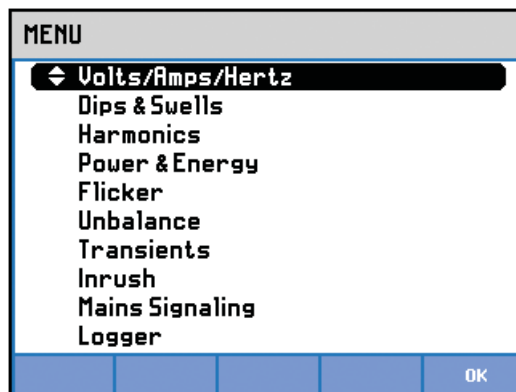 MENU
Volts/Amps/Hertz
Dips & Swells
Harmonics
Power & Energy
Flicker
Unbalance
Transients
Inrush
Mains Signaling
Logger
OK